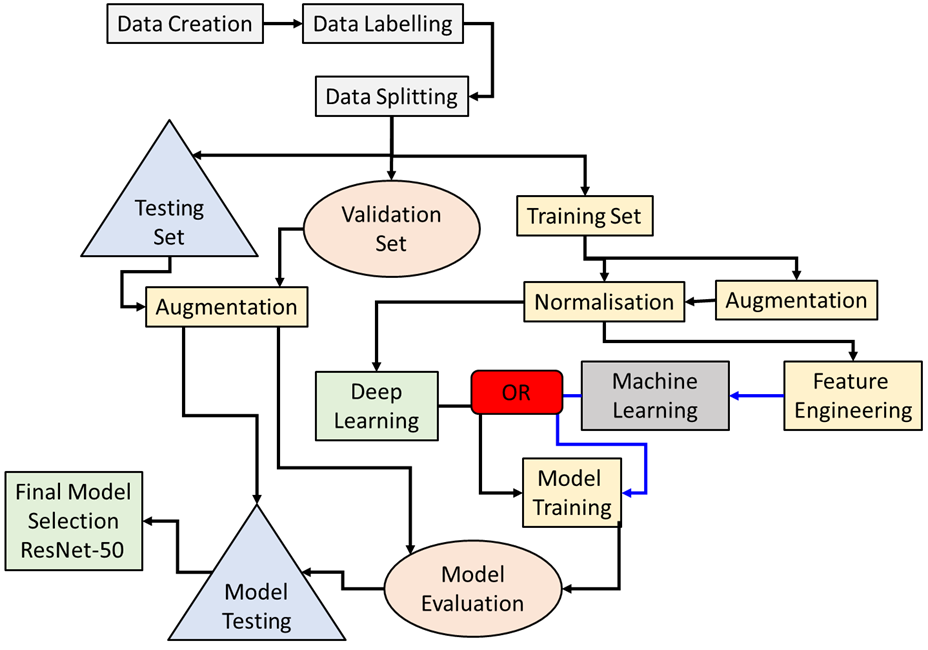 Data Creation
Data Labelling
Data Splitting
Testing
Set
Validation
Set
Training Set
Augmentation
Normalisation
Augmentation
Deep
Learning
OR
Machine
Learning
Feature
Engineering
Model
Training
Final Model
Selection
ResNet-50
Model
Testing
Model
Evaluation